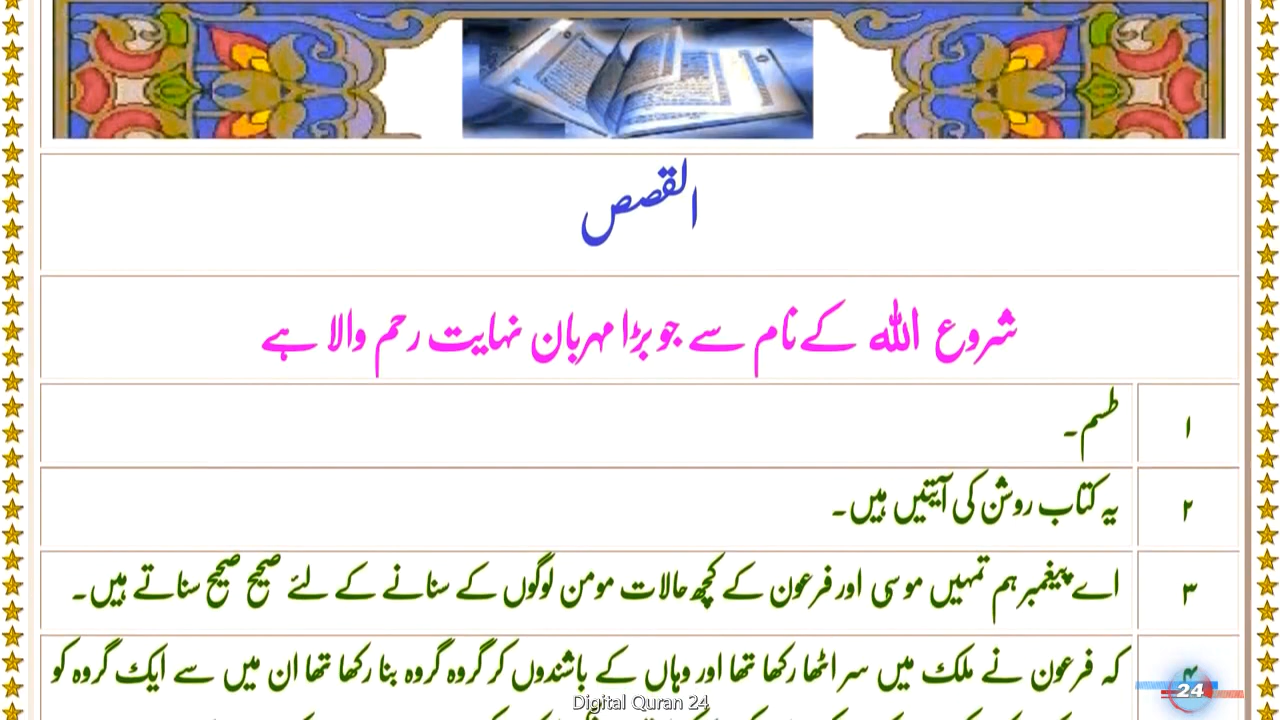 القصص
شروع الله کے نام سے جو بڑا مہربان نہایت رحم والا ہے
۱ طسم۔
۲ یہ کتاب روشن کی آیتیں ہیں۔
۳ اے پیغمبر ہم تمہیں موسی اور فرعون کے کچھ حالات مومن لوگوں کے سنانے کے لئے صحیح صحیح سناتے ہیں۔
۴ کہ فرعون نے ملک میں سر اٹھا رکھا تھا اور وہاں کے باشندوں کر گروہ گروہ بنا رکھا تھا ان میں سے ایک گروہ کو
24
Digital Quran 24